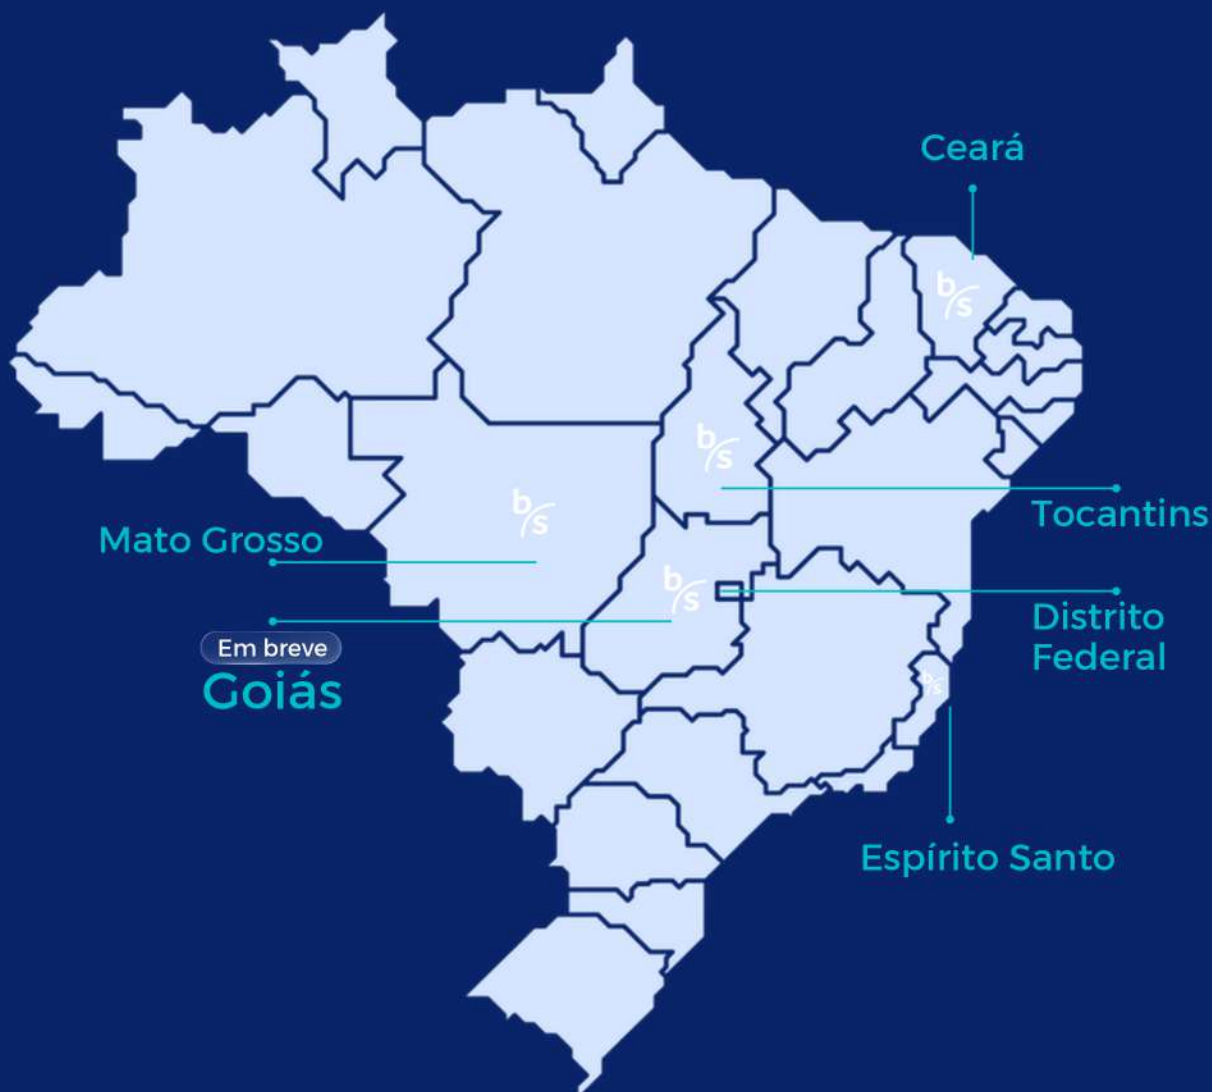 Ceará
b/s
b/s
b/s
Tocantins
Mato Grosso
b/s
Distrito
Federal
Em breve
Goiás
b/s
Espírito Santo